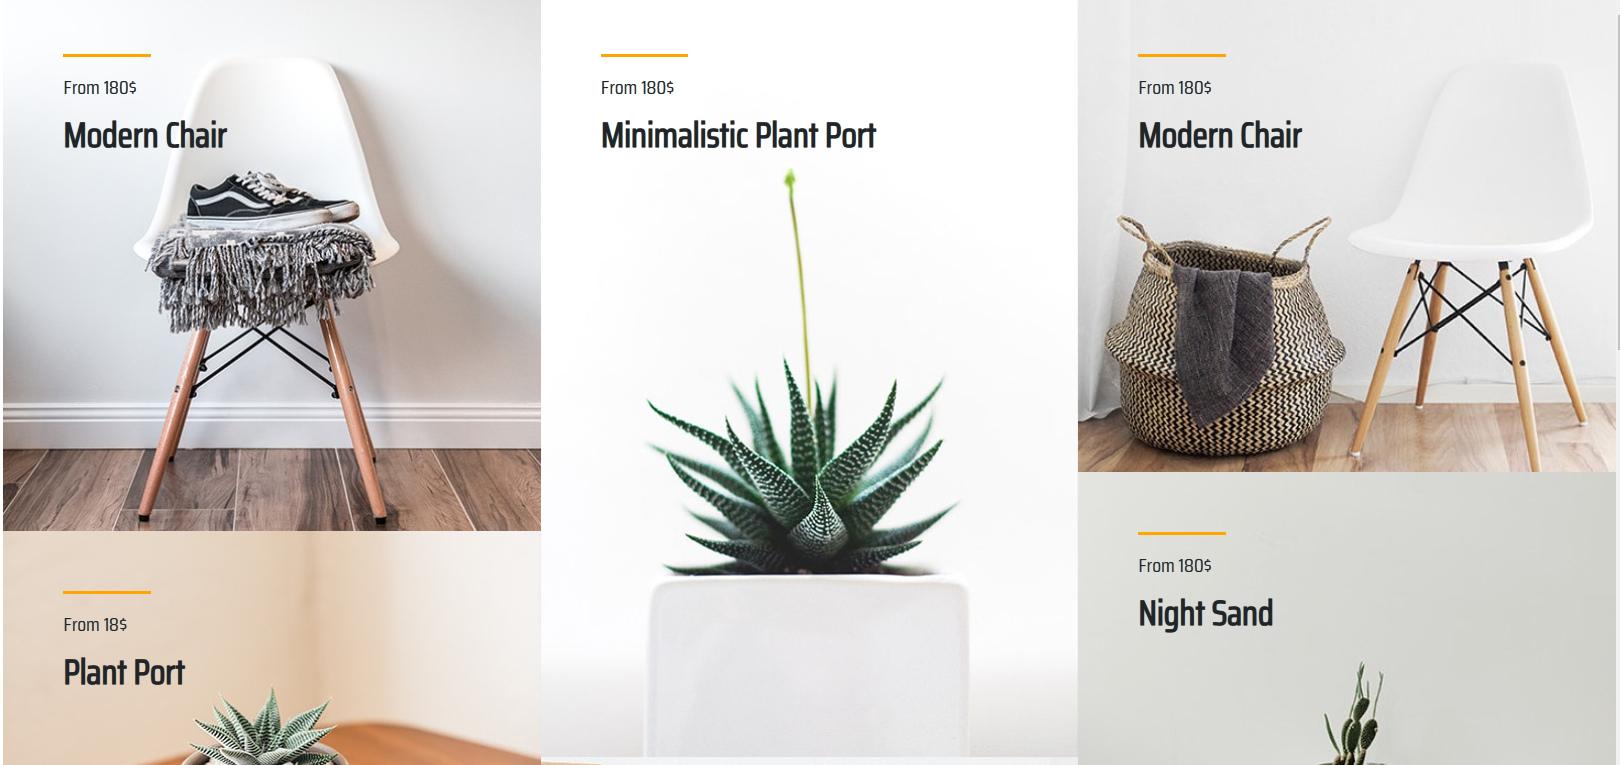 From 180$
Modern Chair
From 180$
Minimalistic Plant Port
From 180$
Modern Chair
From 18$
Plant Port
From 180$
Night Sand